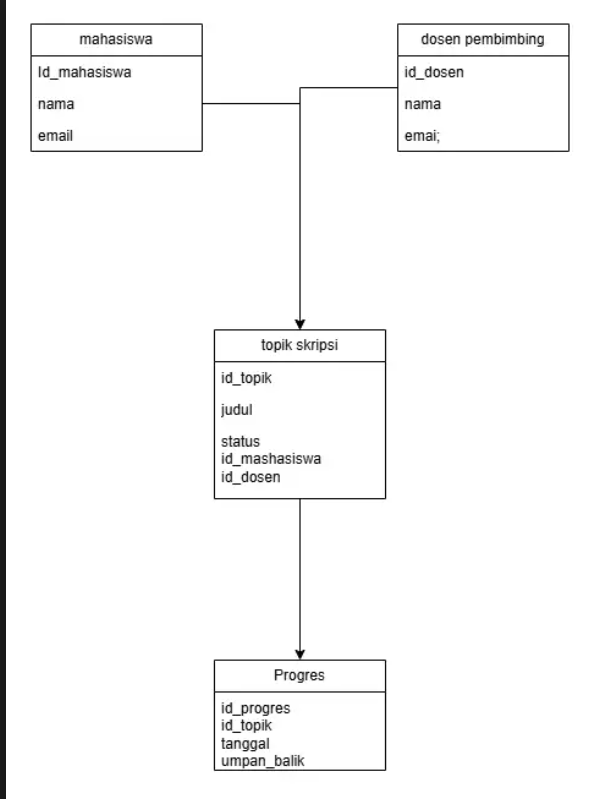 mahasiswa
Id_mahasiswa
nama
email
dosen pembimbing
id_dosen
nama
emai;
topik skripsi
id_topik
judul
status
id_mashasiswa
id_dosen
Progres
id_progres
id_topik
tanggal
umpan_balik